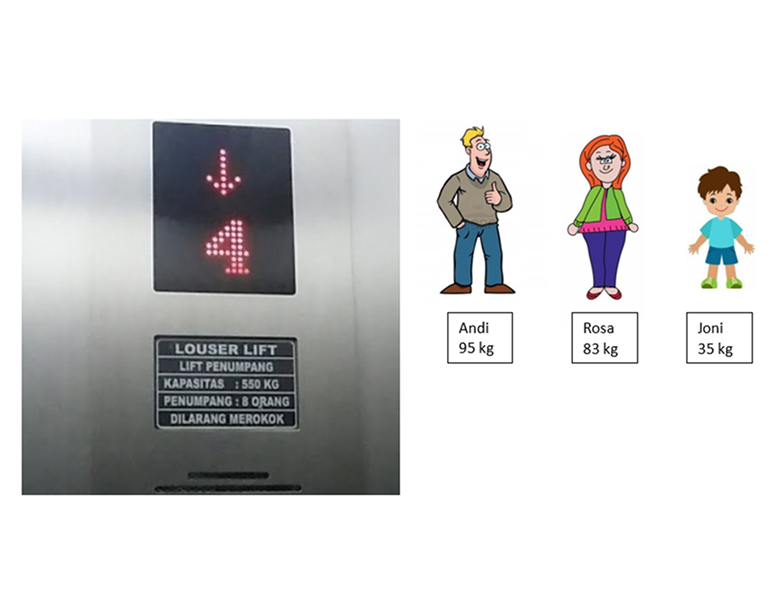 4
LOUSER LIFT
LIFT PENUMPANG
KAPASITAS : 550 KG
PENUMPANG : 8 ORANG
DILARANG MEROKOK
Andi
95 kg
Rosa
83 kg
Joni
35 kg